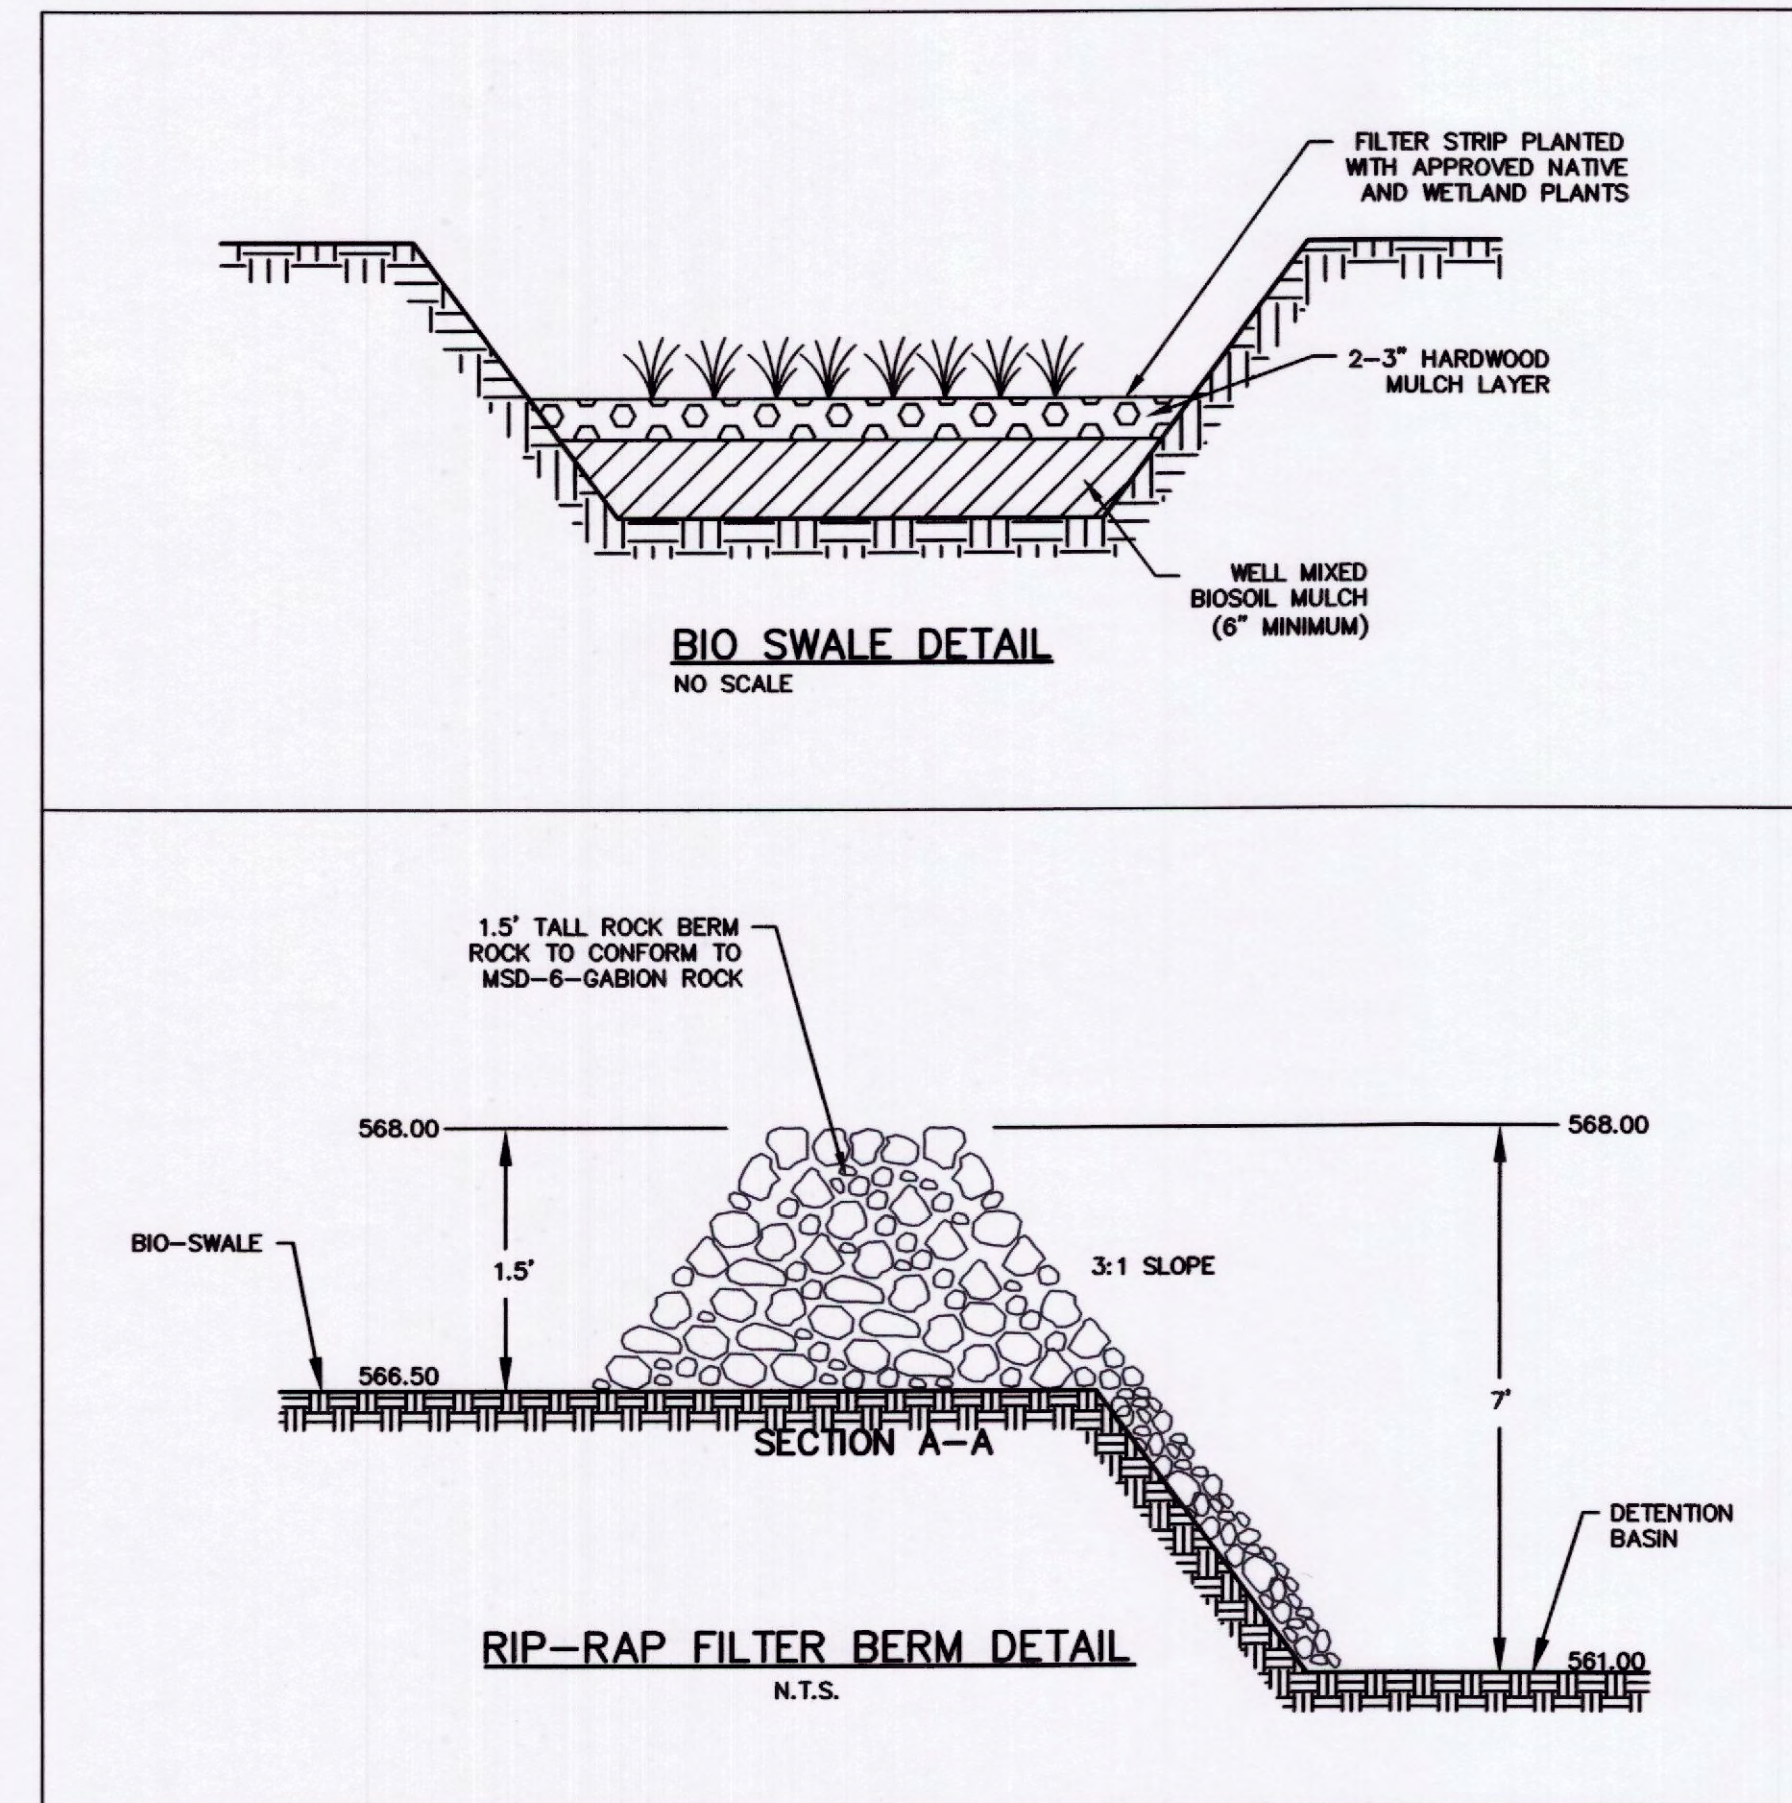 FILTER STRIP PLANTED
WITH APPROVED NATIVE
AND WETLAND PLANTS
2-3" HARDWOOD
MULCH LAYER
WELL MIXED
BIOSOIL MULCH
(6" MINIMUM)
BIO SWALE DETAIL
NO SCALE
1.5' TALL ROCK BERM
ROCK TO CONFORM TO
MSD-6-GABION ROCK
568.00
568.00
BIO-SWALE
1.5'
3:1 SLOPE
566.50
7'
SECTION A-A
DETENTION
BASIN
RIP-RAP FILTER BERM DETAIL
N.T.S.
561.00